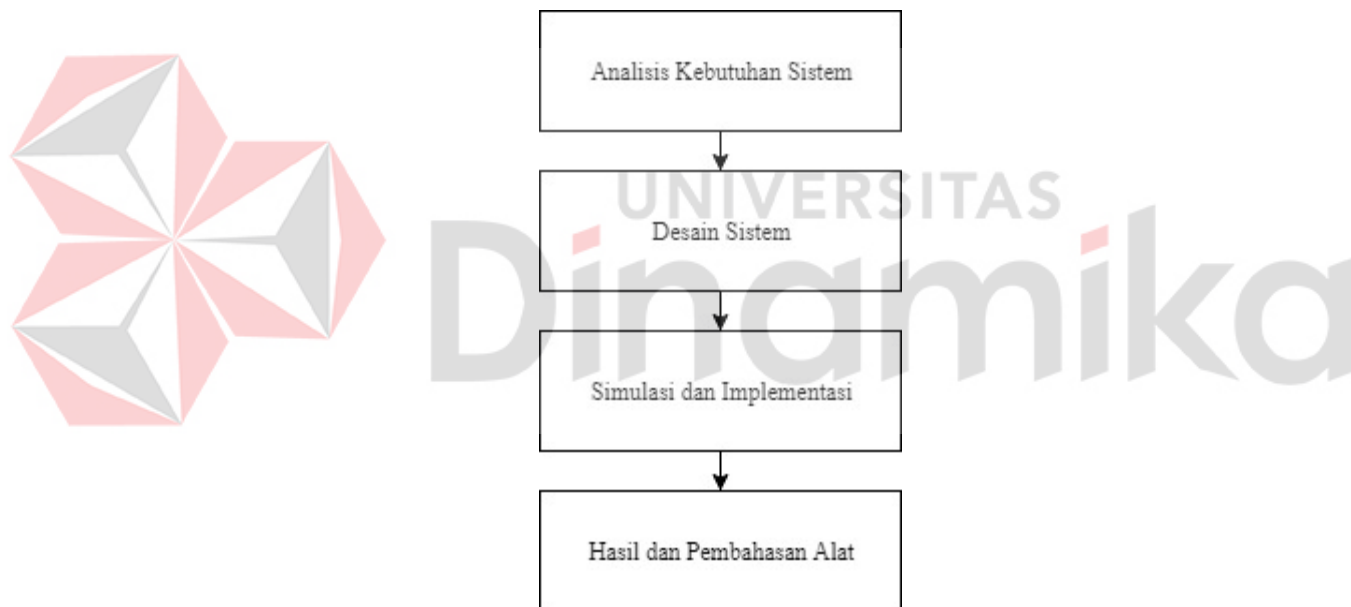 Analisis Kebutuhan Sistem
UNIVERSITAS
Desain Sistem
Dinamika
Simulasi dan Implementasi
Hasil dan Pembahasan Alat